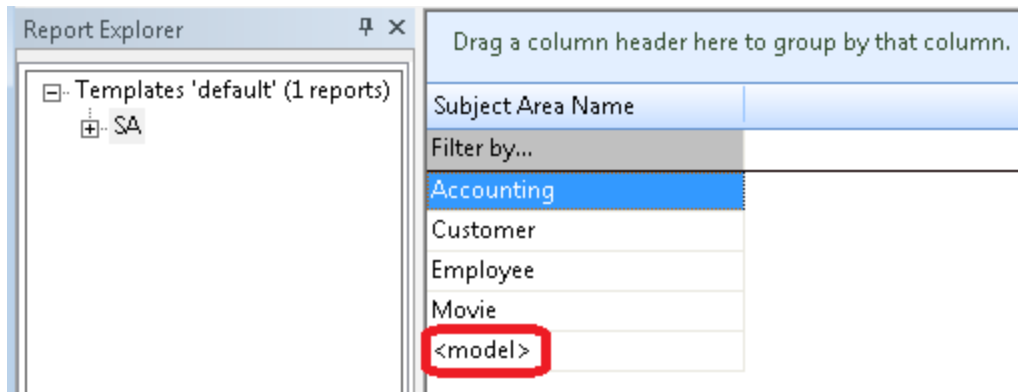 Report Explorer
Templates 'default' (1 reports)
SA
Drag a column header here to group by that column.
Subject Area Name
Filter by...
Accounting
Customer
Employee
Movie
<model>